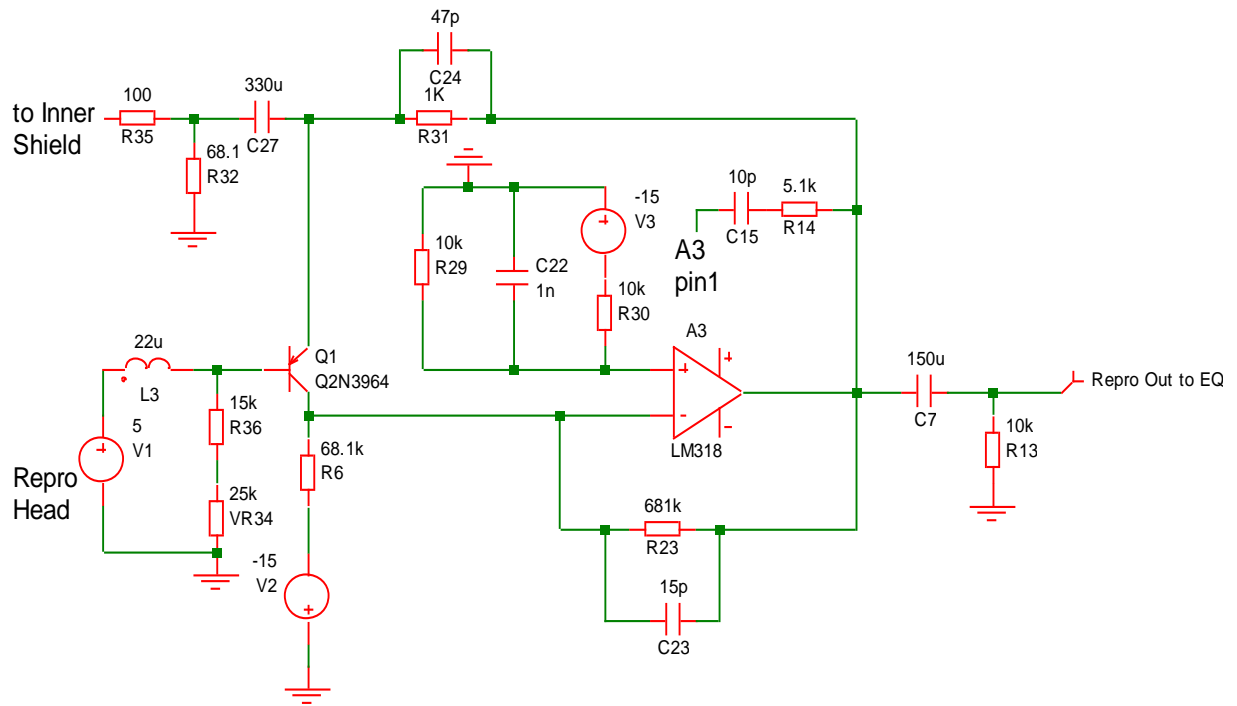 47p
C24
1K
R31
330u
C27
100
R35
to Inner
Shield
68.1
R32
10p
C15
5.1k
R14
-15
V3
A3
pin1
10k
R29
C22
1n
10k
R30
A3
+
-
+
-
LM318
22u
L3
Q1
Q2N3964
150u
C7
Repro Out to EQ
10k
R13
15k
R36
5
V1
+
Repro
Head
25k
VR34
68.1k
R6
-15
V2
+
681k
R23
15p
C23
+